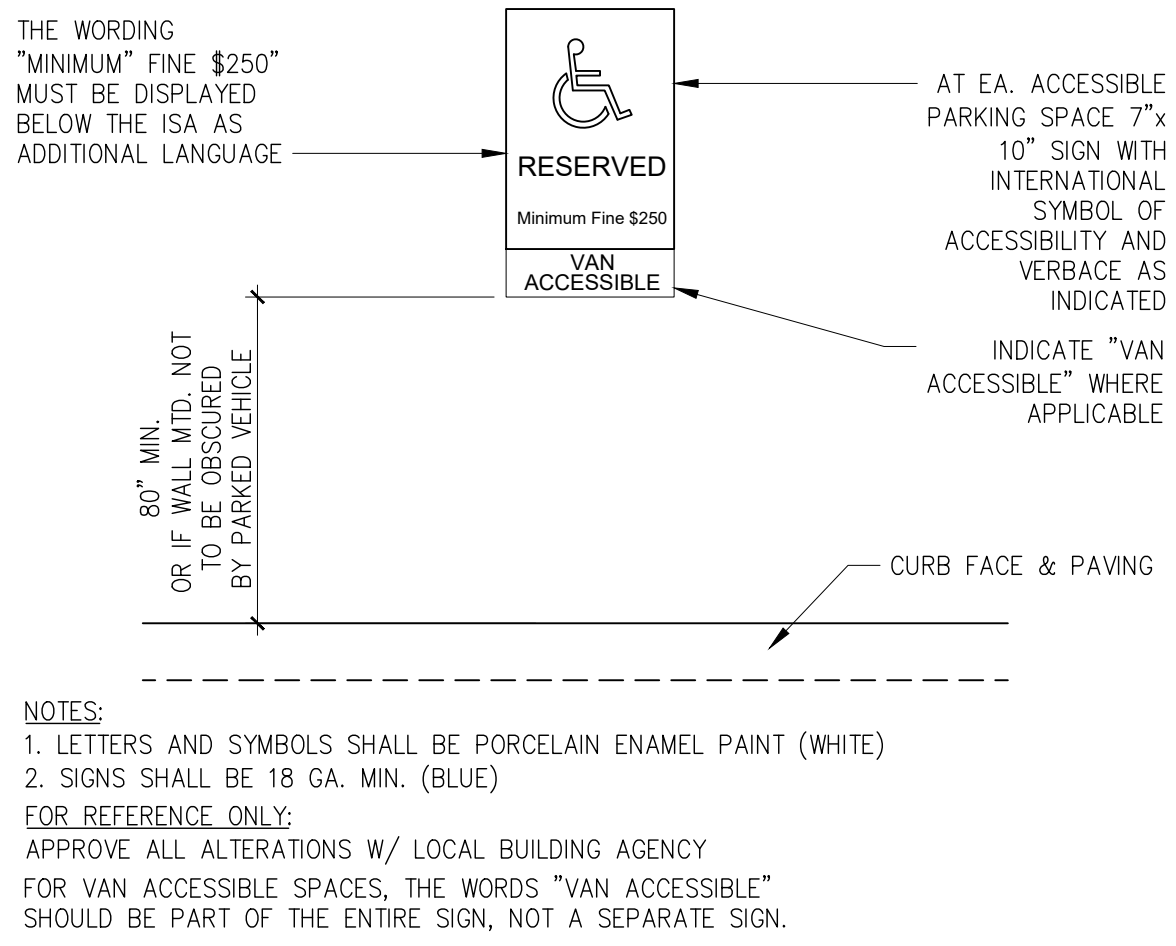 THE WORDING
"MINIMUM" FINE $250"
MUST BE DISPLAYED
BELOW THE ISA AS
ADDITIONAL LANGUAGE
RESERVED
Minimum Fine $250
VAN
ACCESSIBLE
AT EA. ACCESSIBLE
PARKING SPACE 7"x
10" SIGN WITH
INTERNATIONAL
SYMBOL OF
ACCESSIBILITY AND
VERBACE AS
INDICATED
INDICATE "VAN
ACCESSIBLE" WHERE
APPLICABLE
80" MIN.
OR IF WALL MTD. NOT
TO BE OBSCURED
BY PARKED VEHICLE
CURB FACE & PAVING
NOTES:
1. LETTERS AND SYMBOLS SHALL BE PORCELAIN ENAMEL PAINT (WHITE)
2. SIGNS SHALL BE 18 GA. MIN. (BLUE)
FOR REFERENCE ONLY:
APPROVE ALL ALTERATIONS W/ LOCAL BUILDING AGENCY
FOR VAN ACCESSIBLE SPACES, THE WORDS "VAN ACCESSIBLE"
SHOULD BE PART OF THE ENTIRE SIGN, NOT A SEPARATE SIGN.